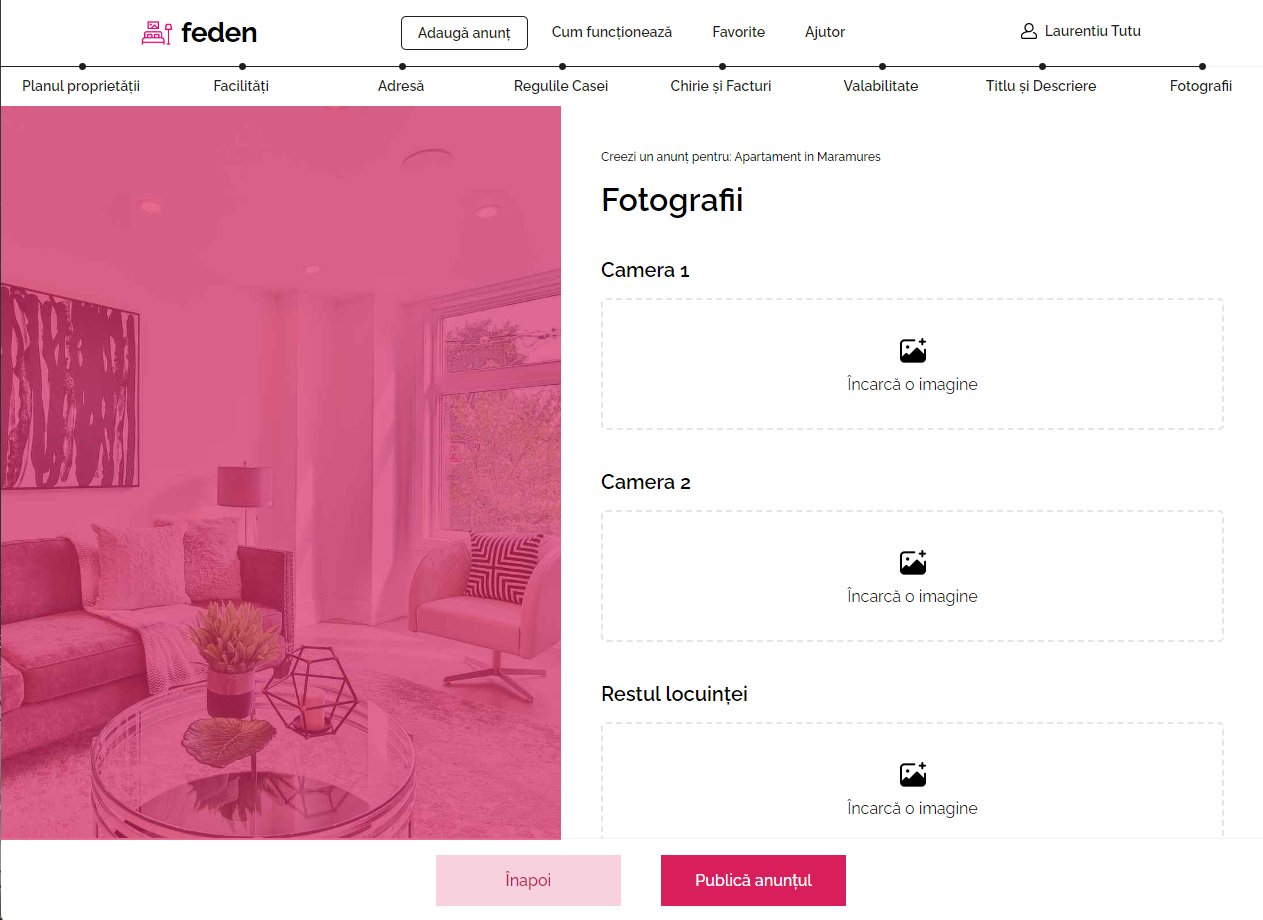 feden
Adaugă anunț
Cum funcționează
Favorite
Ajutor
Laurentiu Tutu
Planul proprietății
Facilități
Adresă
Regulile Casei
Chirie și Facturi
Valabilitate
Titlu și Descriere
Fotografii
Creezi un anunț pentru: Apartament in Maramures
Fotografii
Camera 1
Încarcă o imagine
Camera 2
Încarcă o imagine
Restul locuinței
Încarcă o imagine
Înapoi
Publică anunțul